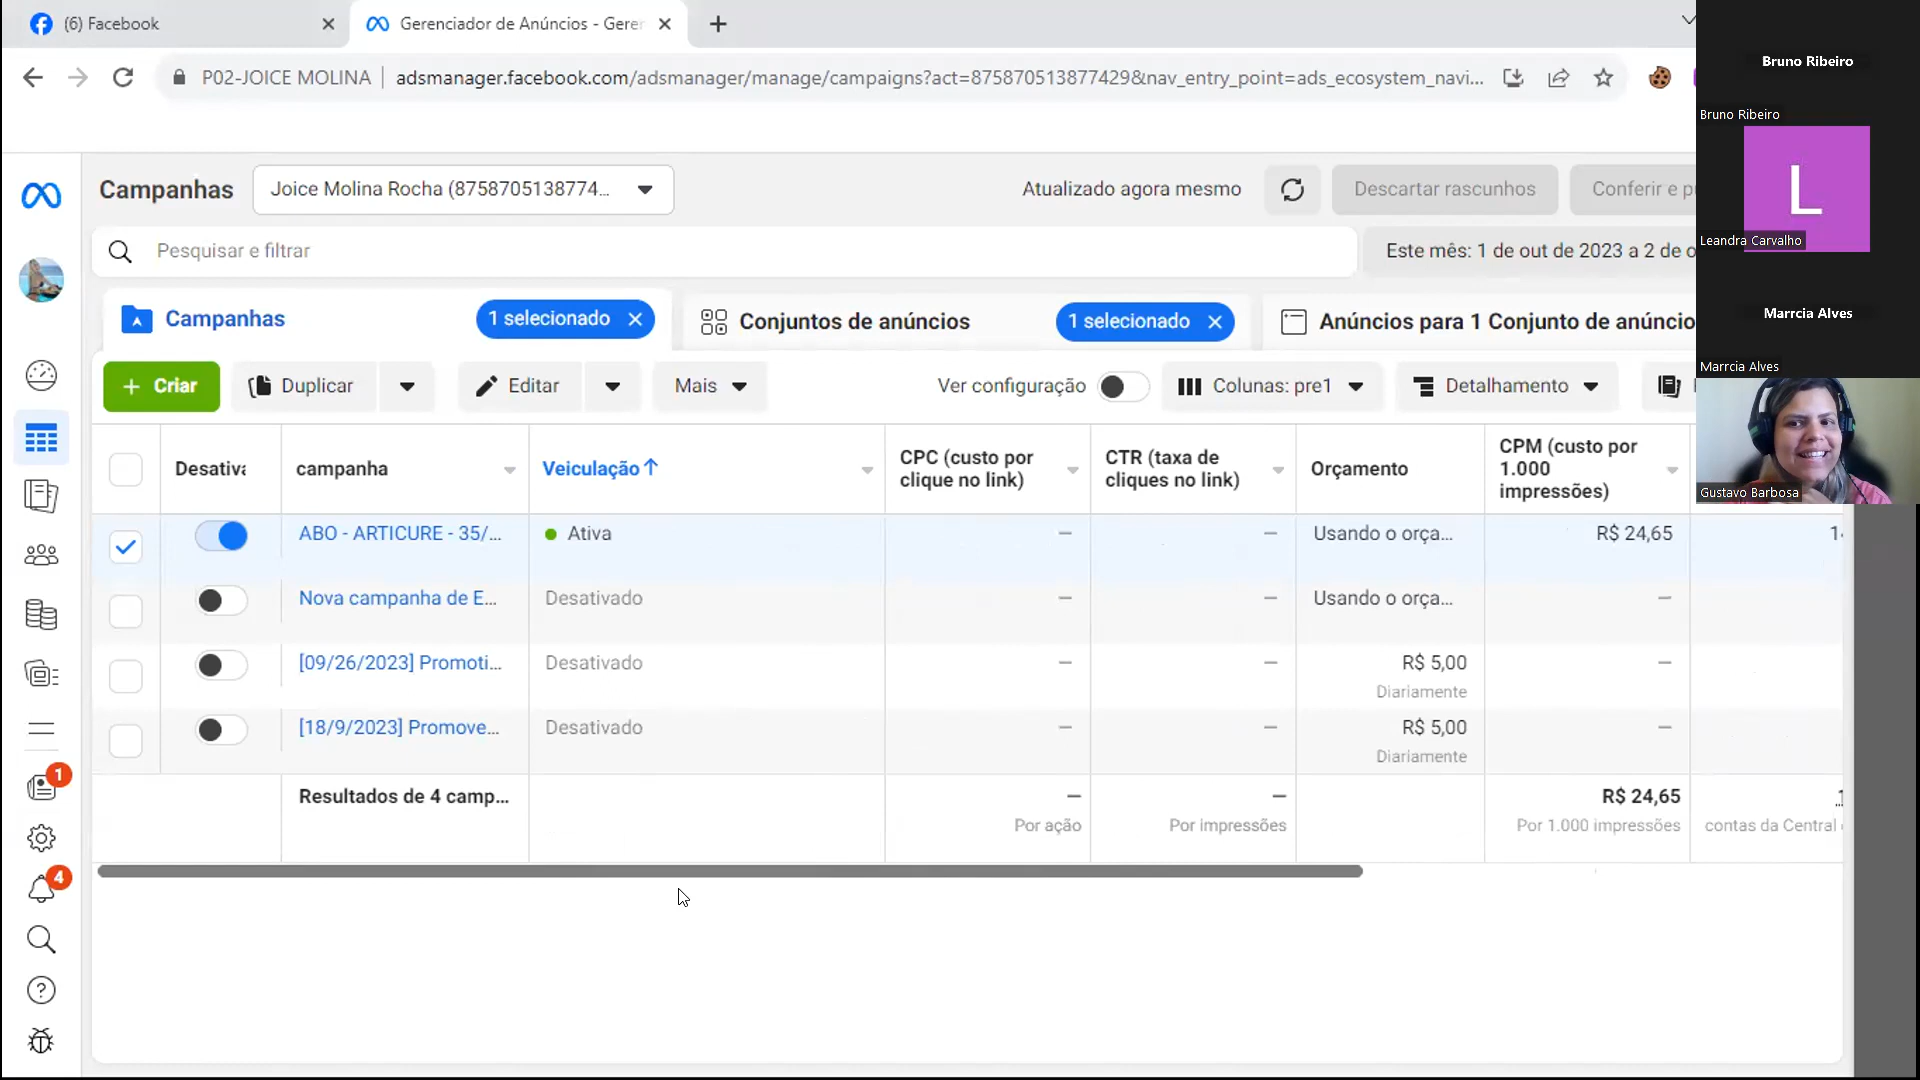 (6) Facebook
Gerenciador de Anúncios - Geren
P02-JOICE MOLINA
adsmanager.facebook.com/adsmanager/manage/campaigns?act=875870513877429&nav_entry_point=ads_ecosystem_navi...
Bruno Ribeiro
Bruno Ribeiro
L
Leandra Carvalho
Marrcia Alves
Marrcia Alves
Gustavo Barbosa
Campanhas
Joice Molina Rocha (87587051387774...
Atualizado agora mesmo
Descartar rascunhos
Conferir e p
Pesquisar e filtrar
Este mês: 1 de out de 2023 a 2 de o
Campanhas
1 selecionado
Conjuntos de anúncios
1 selecionado
Anúncios para 1 Conjunto de anúncio
Criar
Duplicar
Editar
Mais
Ver configuração
Colunas: pre1
Detalhamento
Desativa
campanha
Veiculação
CPC (custo por
clique no link)
CTR (taxa de
cliques no link)
Orçamento
CPM (custo por
1.000
impressões)
ABO - ARTICURE - 35/...
Ativa
—
—
Usando o orça...
R$ 24,65
Nova campanha de E...
Desativado
—
—
Usando o orça...
—
[09/26/2023] Promoti...
Desativado
—
—
R$ 5,00
Diariamente
—
[18/9/2023] Promove...
Desativado
—
—
R$ 5,00
Diariamente
—
Resultados de 4 camp...
—
Por ação
—
Por impressões
R$ 24,65
Por 1.000 impressões
contas da Central
1
4